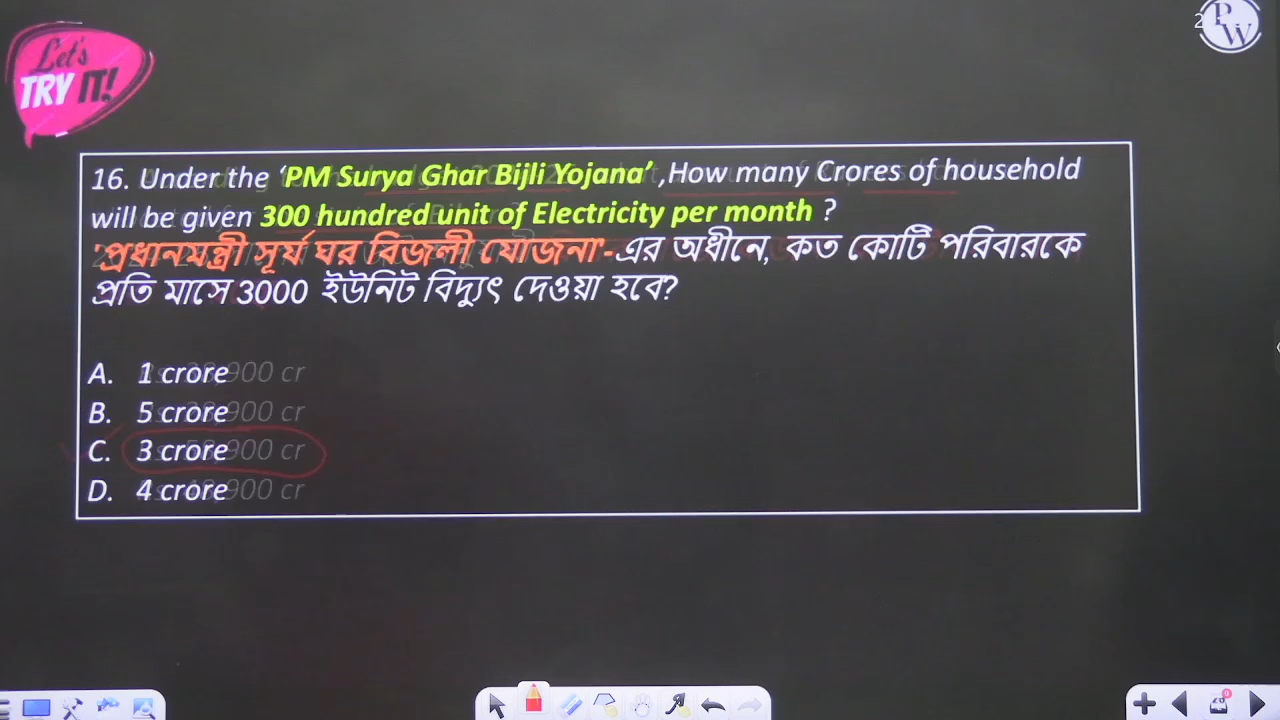 Let's
TRY IT!
PW
16. Under the 'PM Surya Ghar Bijli Yojana' ,How many Crores of household
will be given 300 hundred unit of Electricity per month ?
'প্রধানমন্ত্রী সূর্য ঘর বিজলী যোজনা'-এর অধীনে, কত কোটি পরিবারকে
প্রতি মাসে 3000 ইউনিট বিদ্যুৎ দেওয়া হবে?
A. 1 crore
B. 5 crore
C. 3 crore
D. 4 crore